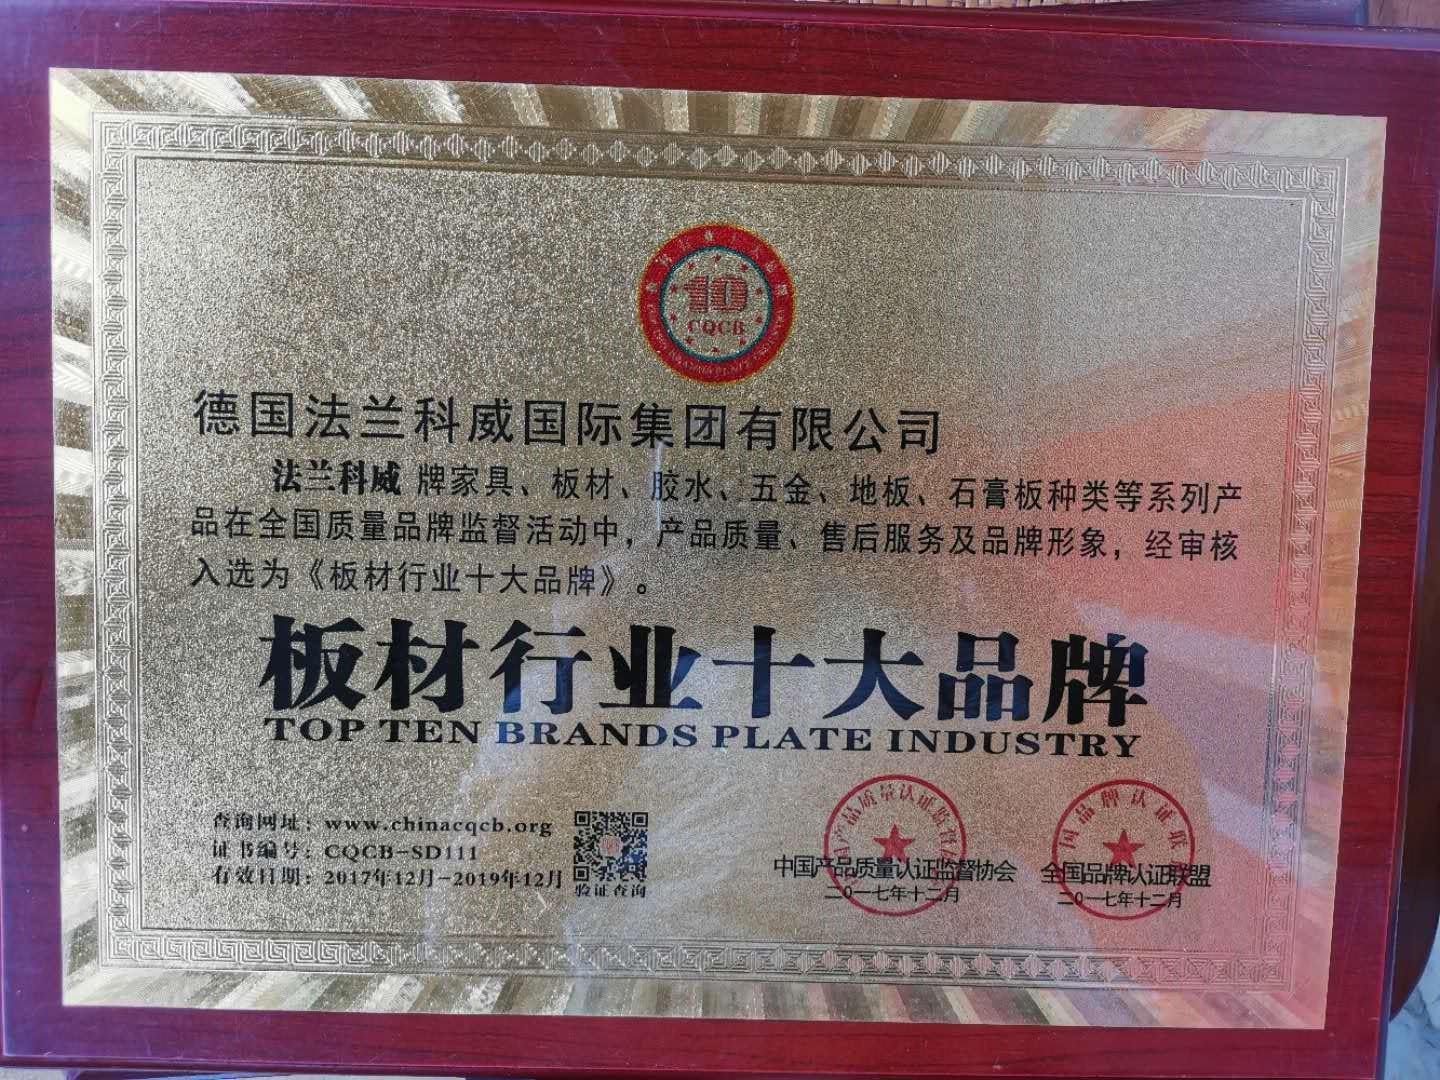 10
CQCB
德国法兰科威国际集团有限公司
法兰科威 牌家具、板材、胶水、五金、地板、石膏板种类等系列产
品在全国质量品牌监督活动中，产品质量、售后服务及品牌形象，经审核
入选为《板材行业十大品牌》。
板材行业十大品牌
TOP TEN BRANDS PLATE INDUSTRY
查询网址：www.chinacqcb.org
证书编号：CQCB-SD111
有效日期：2017年12月-2019年12月
验证查询
中国产品质量认证监督协会
二〇一七年十二月
全国品牌认证联盟
二〇一七年十二月